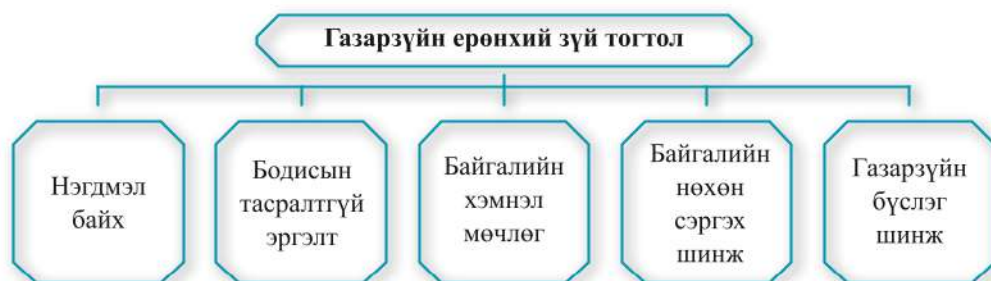 Газарзүйн ерөнхий зүй тогтол
Нэгдмэл
байх
Бодисын
тасралтгүй
эргэлт
Байгалийн
хэмнэл
мөчлөг
Байгалийн
нөхөн
сэргэх
шинж
Газарзүйн
бүслэг
шинж